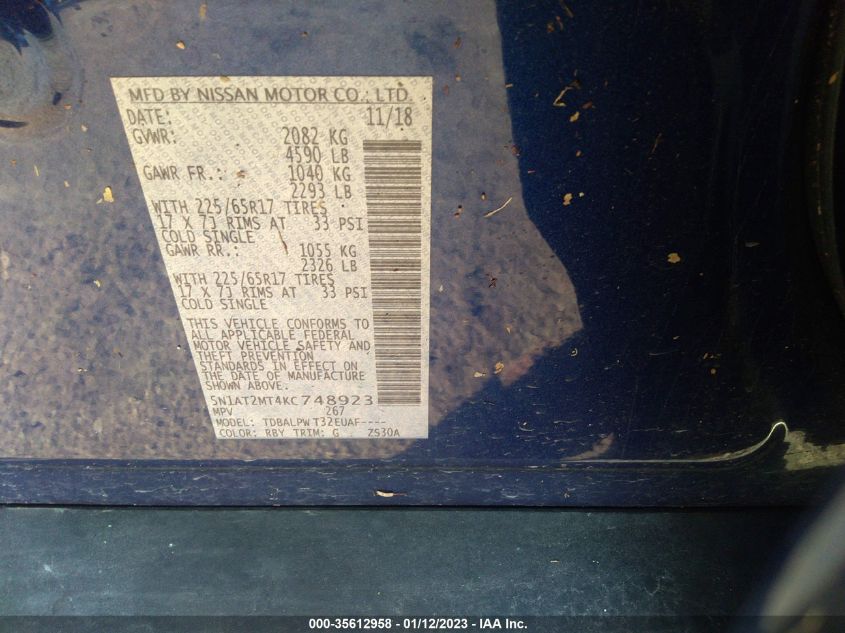 MFD BY NISSAN MOTOR CO., LTD.
DATE: 11/18
GVWR: 2082 KG
4590 LB
GAWR FR.: 1040 KG
2293 LB
WITH 225/65R17 TIRES
17 X 7J RIMS AT 33 PSI
COLD SINGLE
GAWR RR.: 1055 KG
2326 LB
WITH 225/65R17 TIRES
17 X 7J RIMS AT 33 PSI
COLD SINGLE
THIS VEHICLE CONFORMS TO
ALL APPLICABLE FEDERAL
MOTOR VEHICLE SAFETY AND
THEFT PREVENTION
STANDARDS IN EFFECT ON
THE DATE OF MANUFACTURE
SHOWN ABOVE.
5N1AT2MT4KC748923
MPV 267
MODEL: TDBALPW T32EUAF----
COLOR: RBY TRIM: G ZS30A
000-35612958 - 01/12/2023 - IAA Inc.